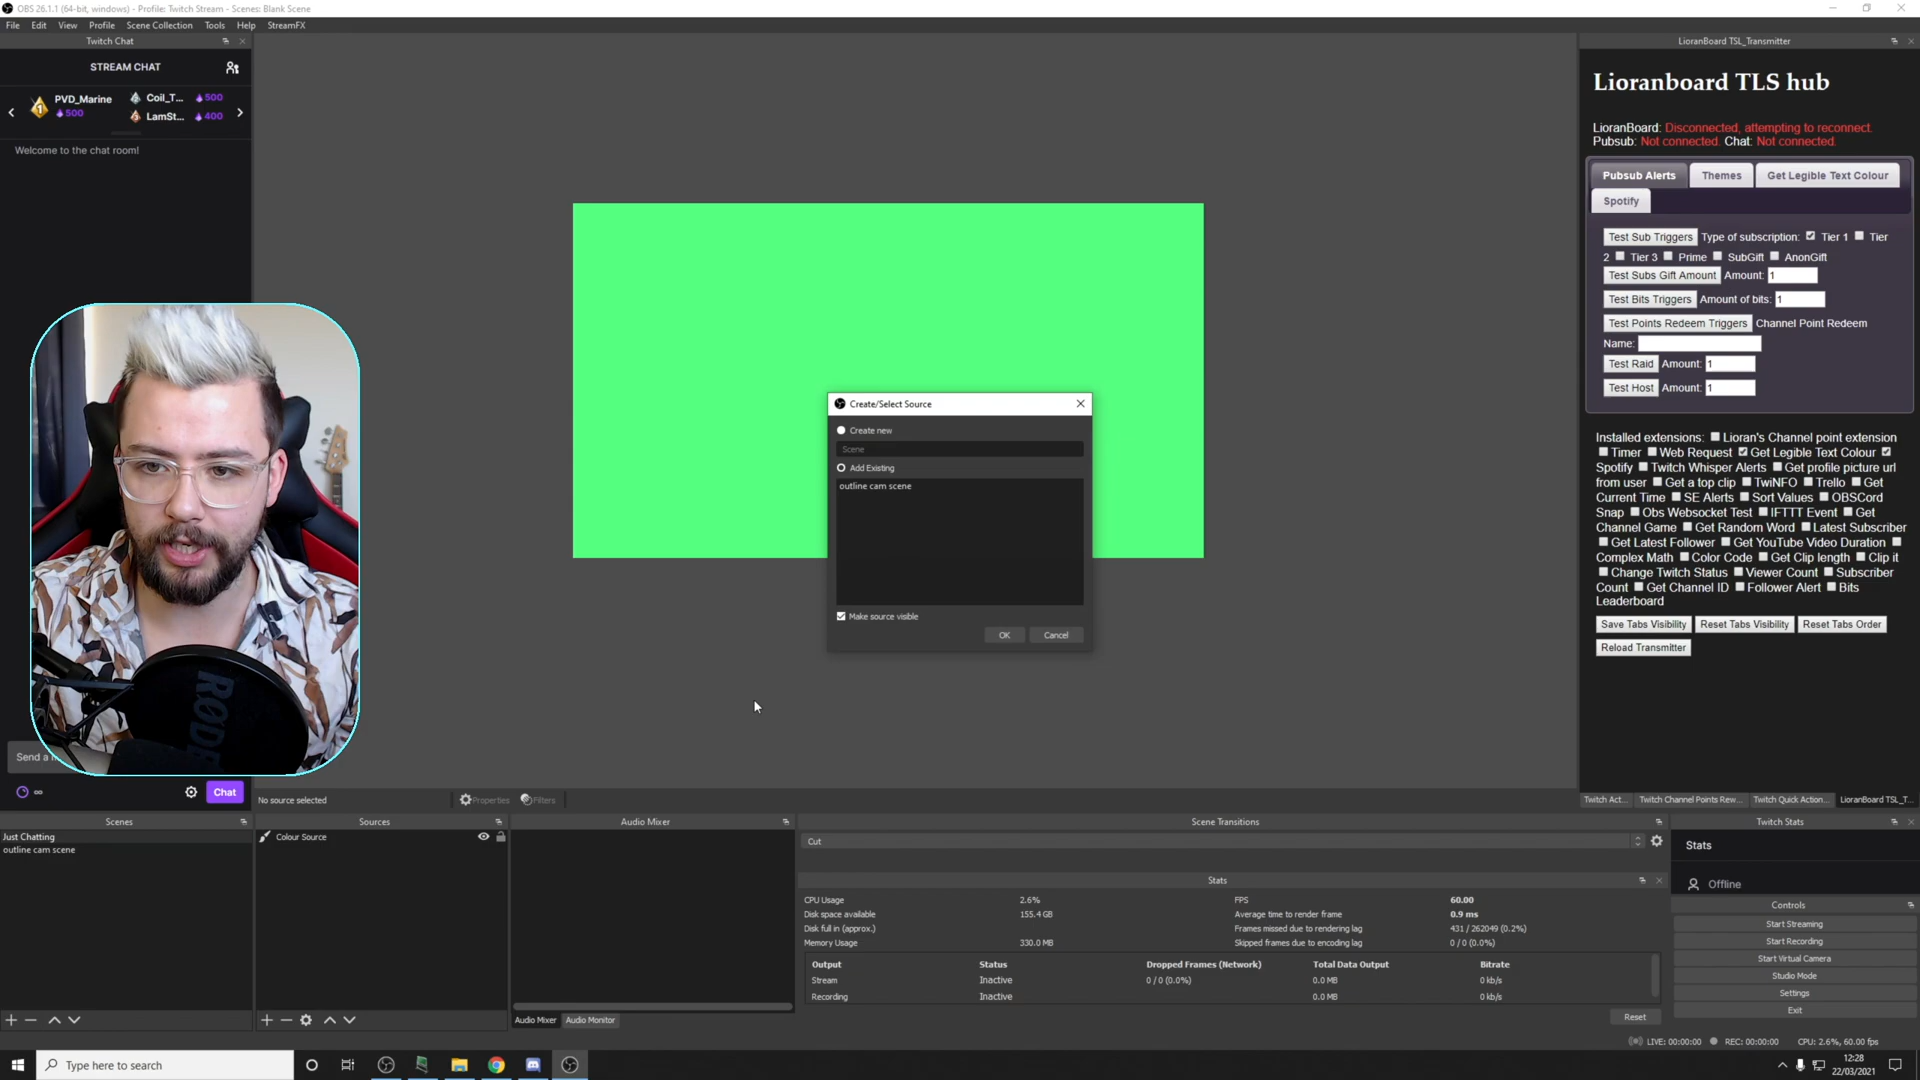 OBS 26.1.1 (64-bit, windows) - Profile: Twitch Stream - Scenes: Blank Scene
File Edit View Profile Scene Collection Tools Help StreamFX
Twitch Chat
STREAM CHAT
1 PVD_Marine 500
2 Coil_T... 500
3 LamSt... 400
Welcome to the chat room!
Send a m
∞
Chat
LioranBoard TSL_Transmitter
Lioranboard TLS hub
LioranBoard: Disconnected, attempting to reconnect.
Pubsub: Not connected. Chat: Not connected.
Pubsub Alerts Themes Get Legible Text Colour
Spotify
Test Sub Triggers Type of subscription: Tier 1 Tier
2 Tier 3 Prime SubGift AnonGift
Test Subs Gift Amount Amount: 1
Test Bits Triggers Amount of bits: 1
Test Points Redeem Triggers Channel Point Redeem
Name:
Test Raid Amount: 1
Test Host Amount: 1
Installed extensions: Lioran's Channel point extension
Timer Web Request Get Legible Text Colour
Spotify Twitch Whisper Alerts Get profile picture url
from user Get a top clip TwiNFO Trello Get
Current Time SE Alerts Sort Values OBSCord
Snap Obs Websocket Test IFTTT Event Get
Channel Game Get Random Word Latest Subscriber
Get Latest Follower Get YouTube Video Duration
Complex Math Color Code Get Clip length Clip it
Change Twitch Status Viewer Count Subscriber
Count Get Channel ID Follower Alert Bits
Leaderboard
Save Tabs Visibility Reset Tabs Visibility Reset Tabs Order
Reload Transmitter
Create/Select Source
Create new
Scene
Add Existing
outline cam scene
Make source visible
OK Cancel
RØDE
No source selected Properties Filters
Twitch Act... Twitch Channel Points Rew... Twitch Quick Action... LioranBoard TSL_T...
Scenes
Just Chatting
outline cam scene
Sources
Colour Source
Audio Mixer
Audio Mixer Audio Monitor
Scene Transitions
Cut
Stats
CPU Usage 2.6% FPS 60.00
Disk space available 155.4 GB Average time to render frame 0.9 ms
Disk full in (approx.) Frames missed due to rendering lag 431 / 262049 (0.2%)
Memory Usage 330.0 MB Skipped frames due to encoding lag 0 / 0 (0.0%)
Output Status Dropped Frames (Network) Total Data Output Bitrate
Stream Inactive 0 / 0 (0.0%) 0.0 MB 0 kb/s
Recording Inactive 0.0 MB 0 kb/s
Reset
Twitch Stats
Stats
Offline
Controls
Start Streaming
Start Recording
Start Virtual Camera
Studio Mode
Settings
Exit
LIVE: 00:00:00 REC: 00:00:00 CPU: 2.6%, 60.00 fps
Type here to search
12:28
22/03/2021